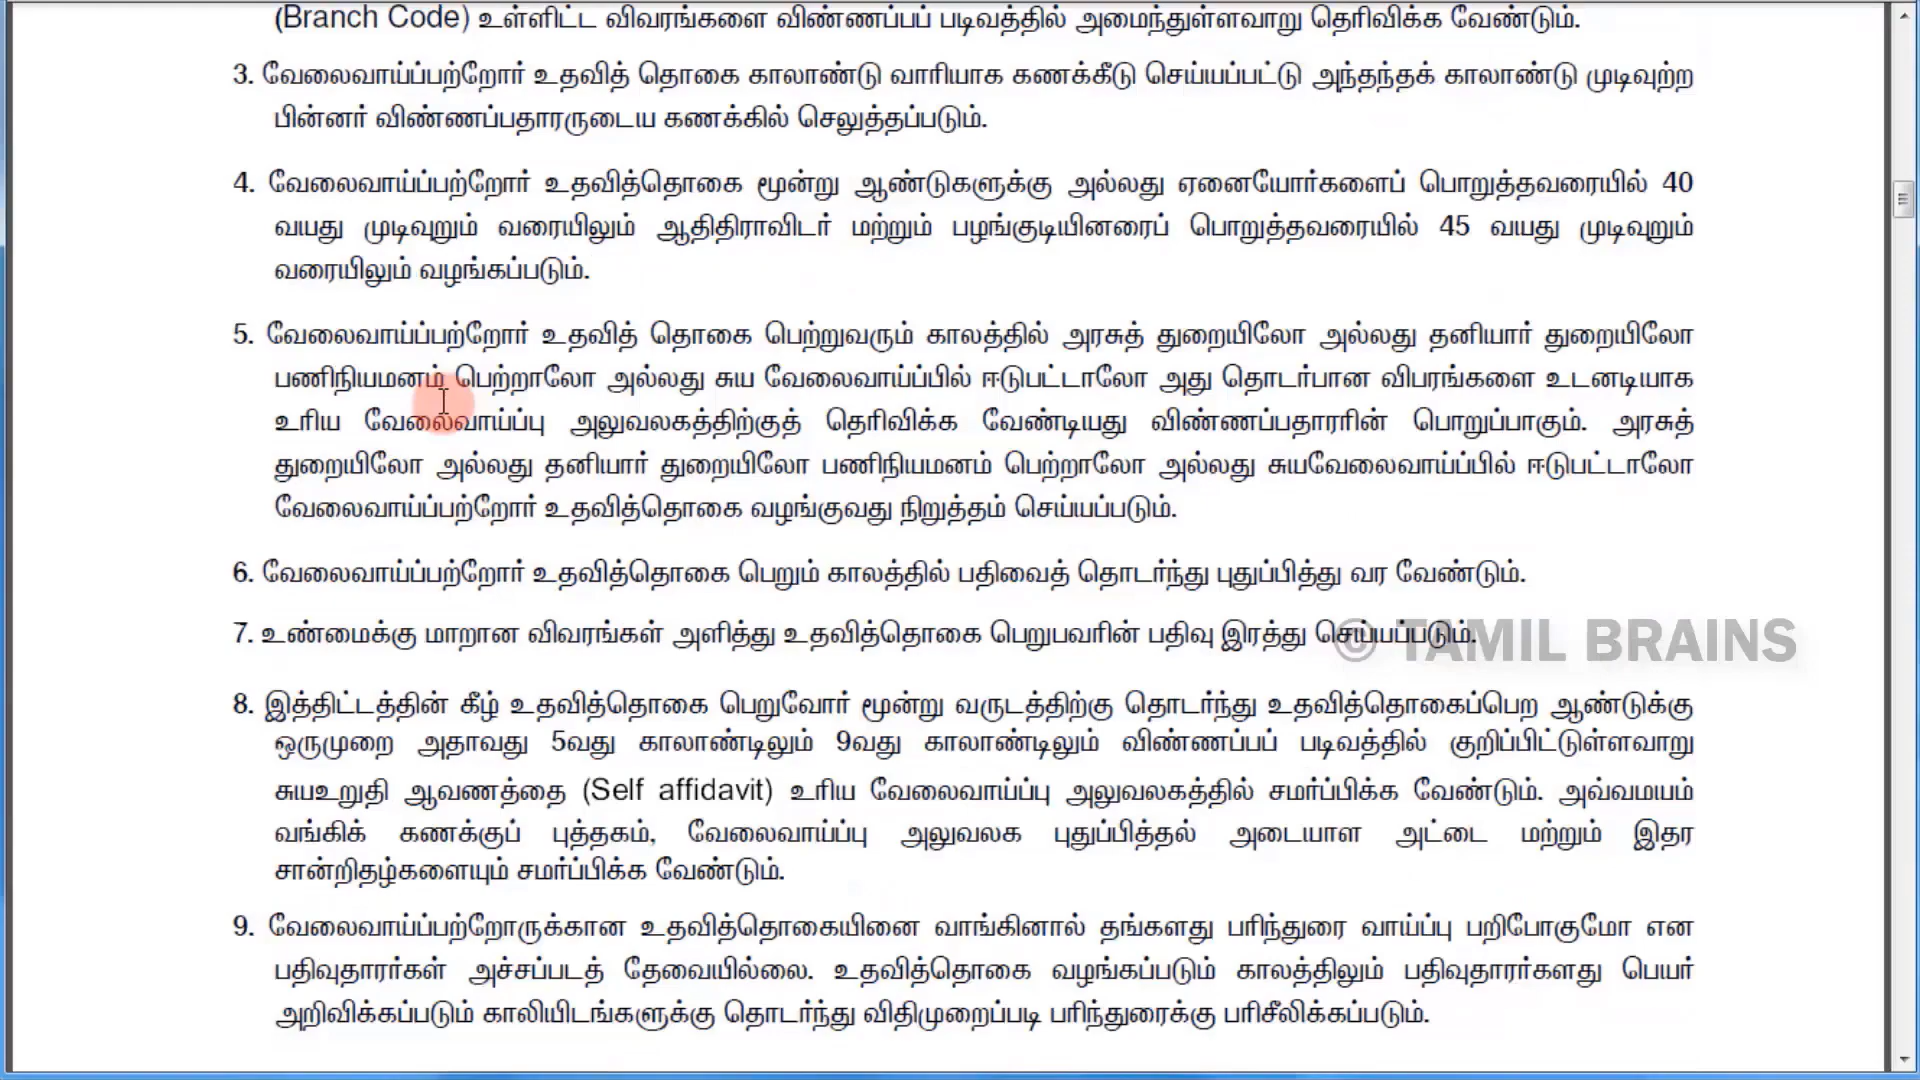 (Branch Code) உள்ளிட்ட விவரங்களை விண்ணப்பப் படிவத்தில் அமைந்துள்ளவாறு தெரிவிக்க வேண்டும்.
3. வேலைவாய்ப்பற்றோர் உதவித் தொகை காலாண்டு வாரியாக கணக்கீடு செய்யப்பட்டு அந்தந்தக் காலாண்டு முடிவுற்ற
பின்னர் விண்ணப்பதாரருடைய கணக்கில் செலுத்தப்படும்.
4. வேலைவாய்ப்பற்றோர் உதவித்தொகை மூன்று ஆண்டுகளுக்கு அல்லது ஏனையோர்களைப் பொறுத்தவரையில் 40
வயது முடிவுறும் வரையிலும் ஆதிதிராவிடர் மற்றும் பழங்குடியினரைப் பொறுத்தவரையில் 45 வயது முடிவுறும்
வரையிலும் வழங்கப்படும்.
5. வேலைவாய்ப்பற்றோர் உதவித் தொகை பெற்றுவரும் காலத்தில் அரசுத் துறையிலோ அல்லது தனியார் துறையிலோ
பணிநியமனம் பெற்றாலோ அல்லது சுய வேலைவாய்ப்பில் ஈடுபட்டாலோ அது தொடர்பான விபரங்களை உடனடியாக
உரிய வேலைவாய்ப்பு அலுவலகத்திற்குத் தெரிவிக்க வேண்டியது விண்ணப்பதாரரின் பொறுப்பாகும். அரசுத்
துறையிலோ அல்லது தனியார் துறையிலோ பணிநியமனம் பெற்றாலோ அல்லது சுயவேலைவாய்ப்பில் ஈடுபட்டாலோ
வேலைவாய்ப்பற்றோர் உதவித்தொகை வழங்குவது நிறுத்தம் செய்யப்படும்.
6. வேலைவாய்ப்பற்றோர் உதவித்தொகை பெறும் காலத்தில் பதிவைத் தொடர்ந்து புதுப்பித்து வர வேண்டும்.
7. உண்மைக்கு மாறான விவரங்கள் அளித்து உதவித்தொகை பெறுபவரின் பதிவு இரத்து செய்யப்படும்.
© TAMIL BRAINS
8. இத்திட்டத்தின் கீழ் உதவித்தொகை பெறுவோர் மூன்று வருடத்திற்கு தொடர்ந்து உதவித்தொகைப்பெற ஆண்டுக்கு
ஒருமுறை அதாவது 5வது காலாண்டிலும் 9வது காலாண்டிலும் விண்ணப்பப் படிவத்தில் குறிப்பிட்டுள்ளவாறு
சுயஉறுதி ஆவணத்தை (Self affidavit) உரிய வேலைவாய்ப்பு அலுவலகத்தில் சமர்ப்பிக்க வேண்டும். அவ்வமயம்
வங்கிக் கணக்குப் புத்தகம், வேலைவாய்ப்பு அலுவலக புதுப்பித்தல் அடையாள அட்டை மற்றும் இதர
சான்றிதழ்களையும் சமர்ப்பிக்க வேண்டும்.
9. வேலைவாய்ப்பற்றோருக்கான உதவித்தொகையினை வாங்கினால் தங்களது பரிந்துரை வாய்ப்பு பறிபோகுமோ என
பதிவுதாரர்கள் அச்சப்படத் தேவையில்லை. உதவித்தொகை வழங்கப்படும் காலத்திலும் பதிவுதாரர்களது பெயர்
அறிவிக்கப்படும் காலியிடங்களுக்கு தொடர்ந்து விதிமுறைப்படி பரிந்துரைக்கு பரிசீலிக்கப்படும்.